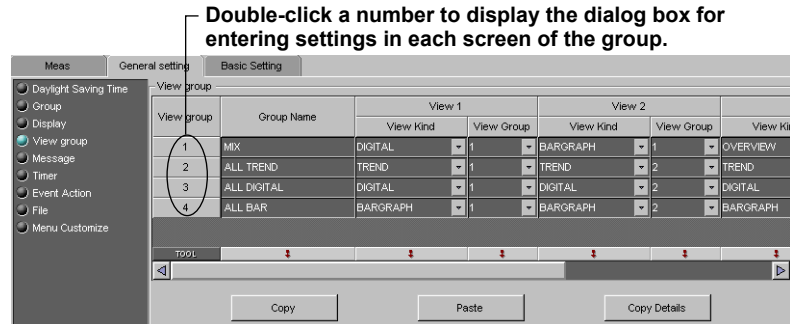 Double-click a number to display the dialog box for
entering settings in each screen of the group.
Meas General setting Basic Setting
Daylight Saving Time
Group
Display
View group
Message
Timer
Event Action
File
Menu Customize
View group
View group Group Name View 1 View 2
View Kind View Group View Kind View Group View Ki
1 MIX DIGITAL 1 BARGRAPH 1 OVERVIEW
2 ALL TREND TREND 1 TREND 2 TREND
3 ALL DIGITAL DIGITAL 1 DIGITAL 2 DIGITAL
4 ALL BAR BARGRAPH 1 BARGRAPH 2 BARGRAPH
TOOL
Copy Paste Copy Details